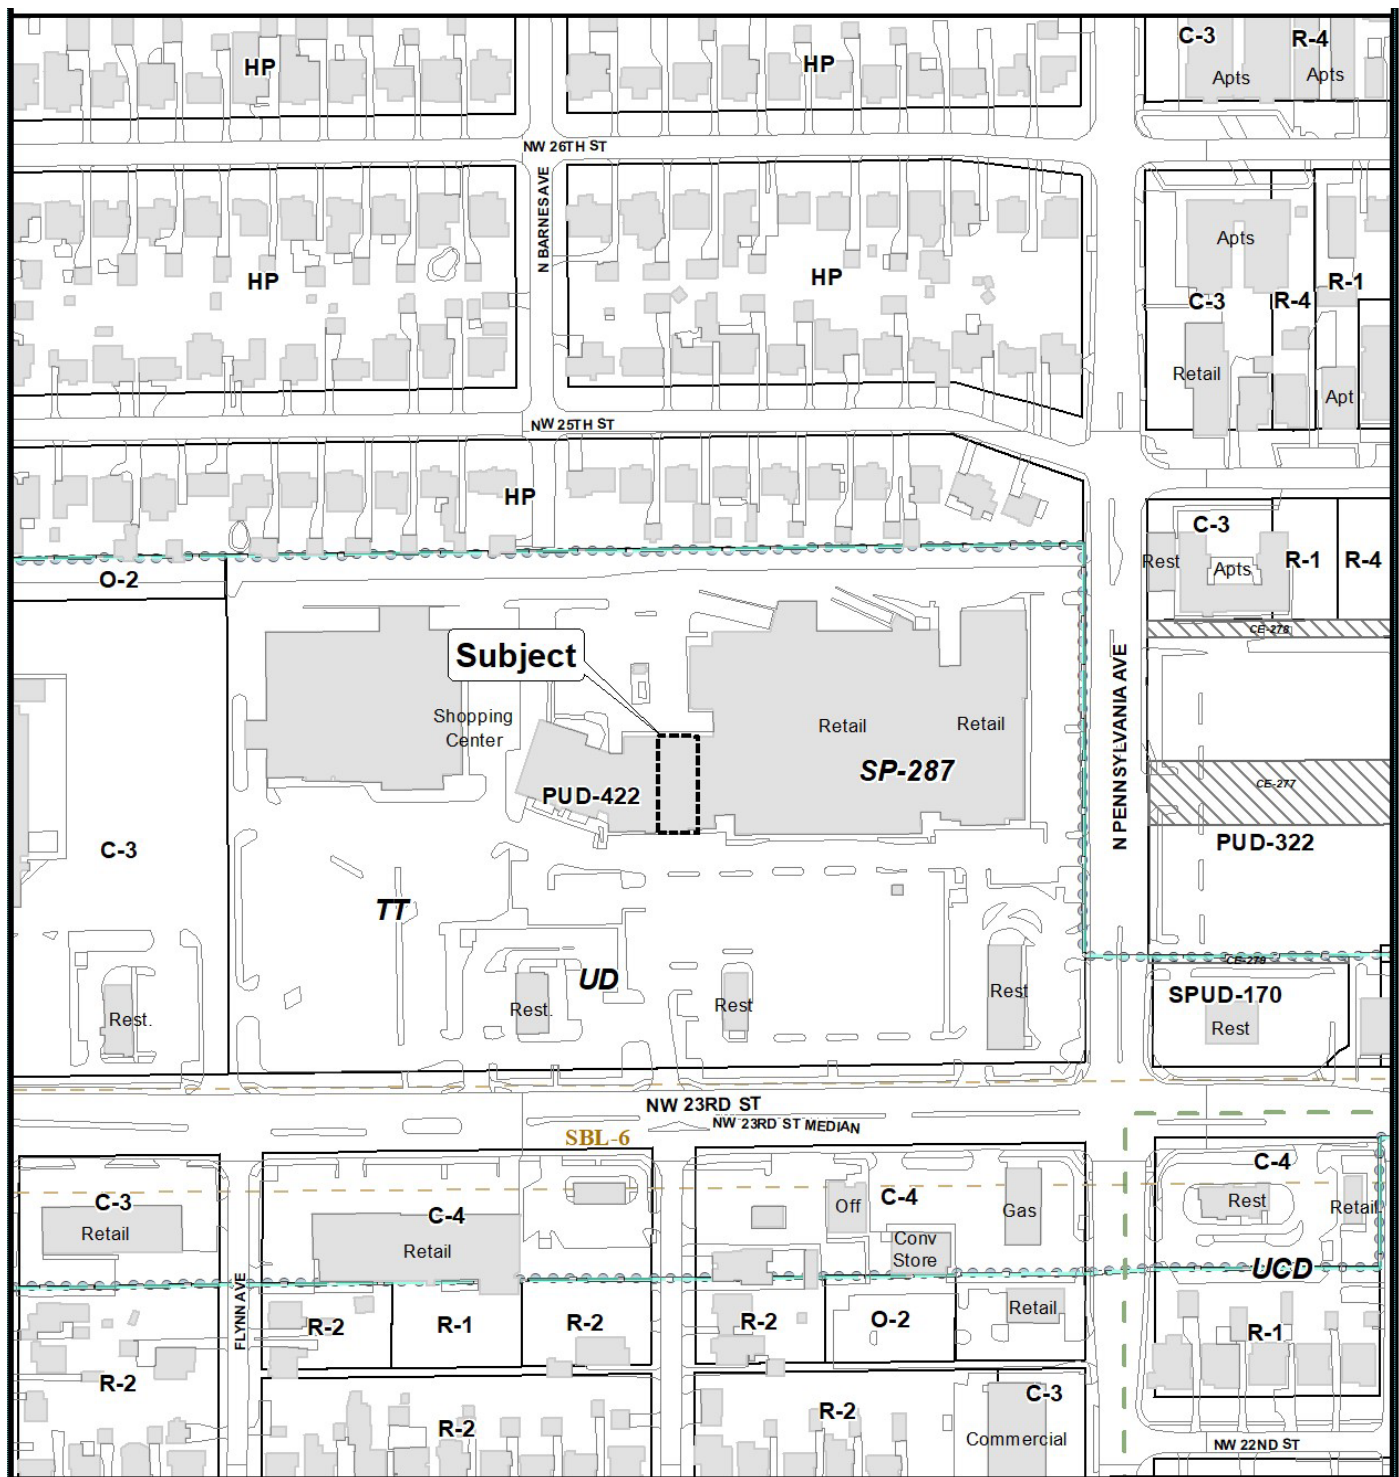 HP
HP
C-3
R-4
Apts
Apts
NW 26TH ST
N BARNES AVE
HP
HP
Apts
C-3
R-4
R-1
Retail
Apt
NW 25TH ST
HP
C-3
Rest
Apts
R-1
R-4
O-2
CE-278
Subject
Shopping
Center
Retail
Retail
SP-287
PUD-422
N PENNSYLVANIA AVE
CE-277
PUD-322
C-3
TT
UD
CE-279
SPUD-170
Rest.
Rest.
Rest
Rest
Rest
NW 23RD ST
NW 23RD ST MEDIAN
SBL-6
C-3
Retail
C-4
Retail
Off
C-4
Gas
Conv
Store
C-4
Rest
Retail
UCD
FLYNN AVE
R-2
R-1
R-2
R-2
O-2
Retail
R-1
R-2
R-2
R-2
C-3
Commercial
NW 22ND ST